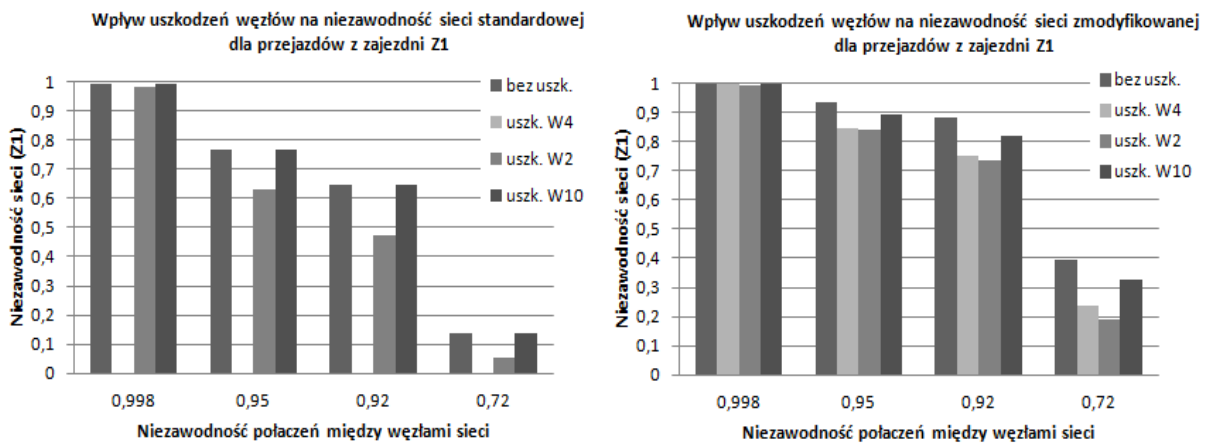 Wpływ uszkodzeń węzłów na niezawodność sieci standardowej
dla przejazdów z zajezdni Z1
Niezawodność sieci (Z1)
1
0,9
0,8
0,7
0,6
0,5
0,4
0,3
0,2
0,1
0
bez uszk.
uszk. W4
uszk. W2
uszk. W10
0,998 0,95 0,92 0,72
Niezawodność połaczeń między węzłami sieci
Wpływ uszkodzeń węzłów na niezawodność sieci zmodyfikowanej
dla przejazdów z zajezdni Z1
Niezawodność sieci (Z1)
1
0,9
0,8
0,7
0,6
0,5
0,4
0,3
0,2
0,1
0
bez uszk.
uszk. W4
uszk. W2
uszk. W10
0,998 0,95 0,92 0,72
Niezawodność połaczeń między węzłami sieci